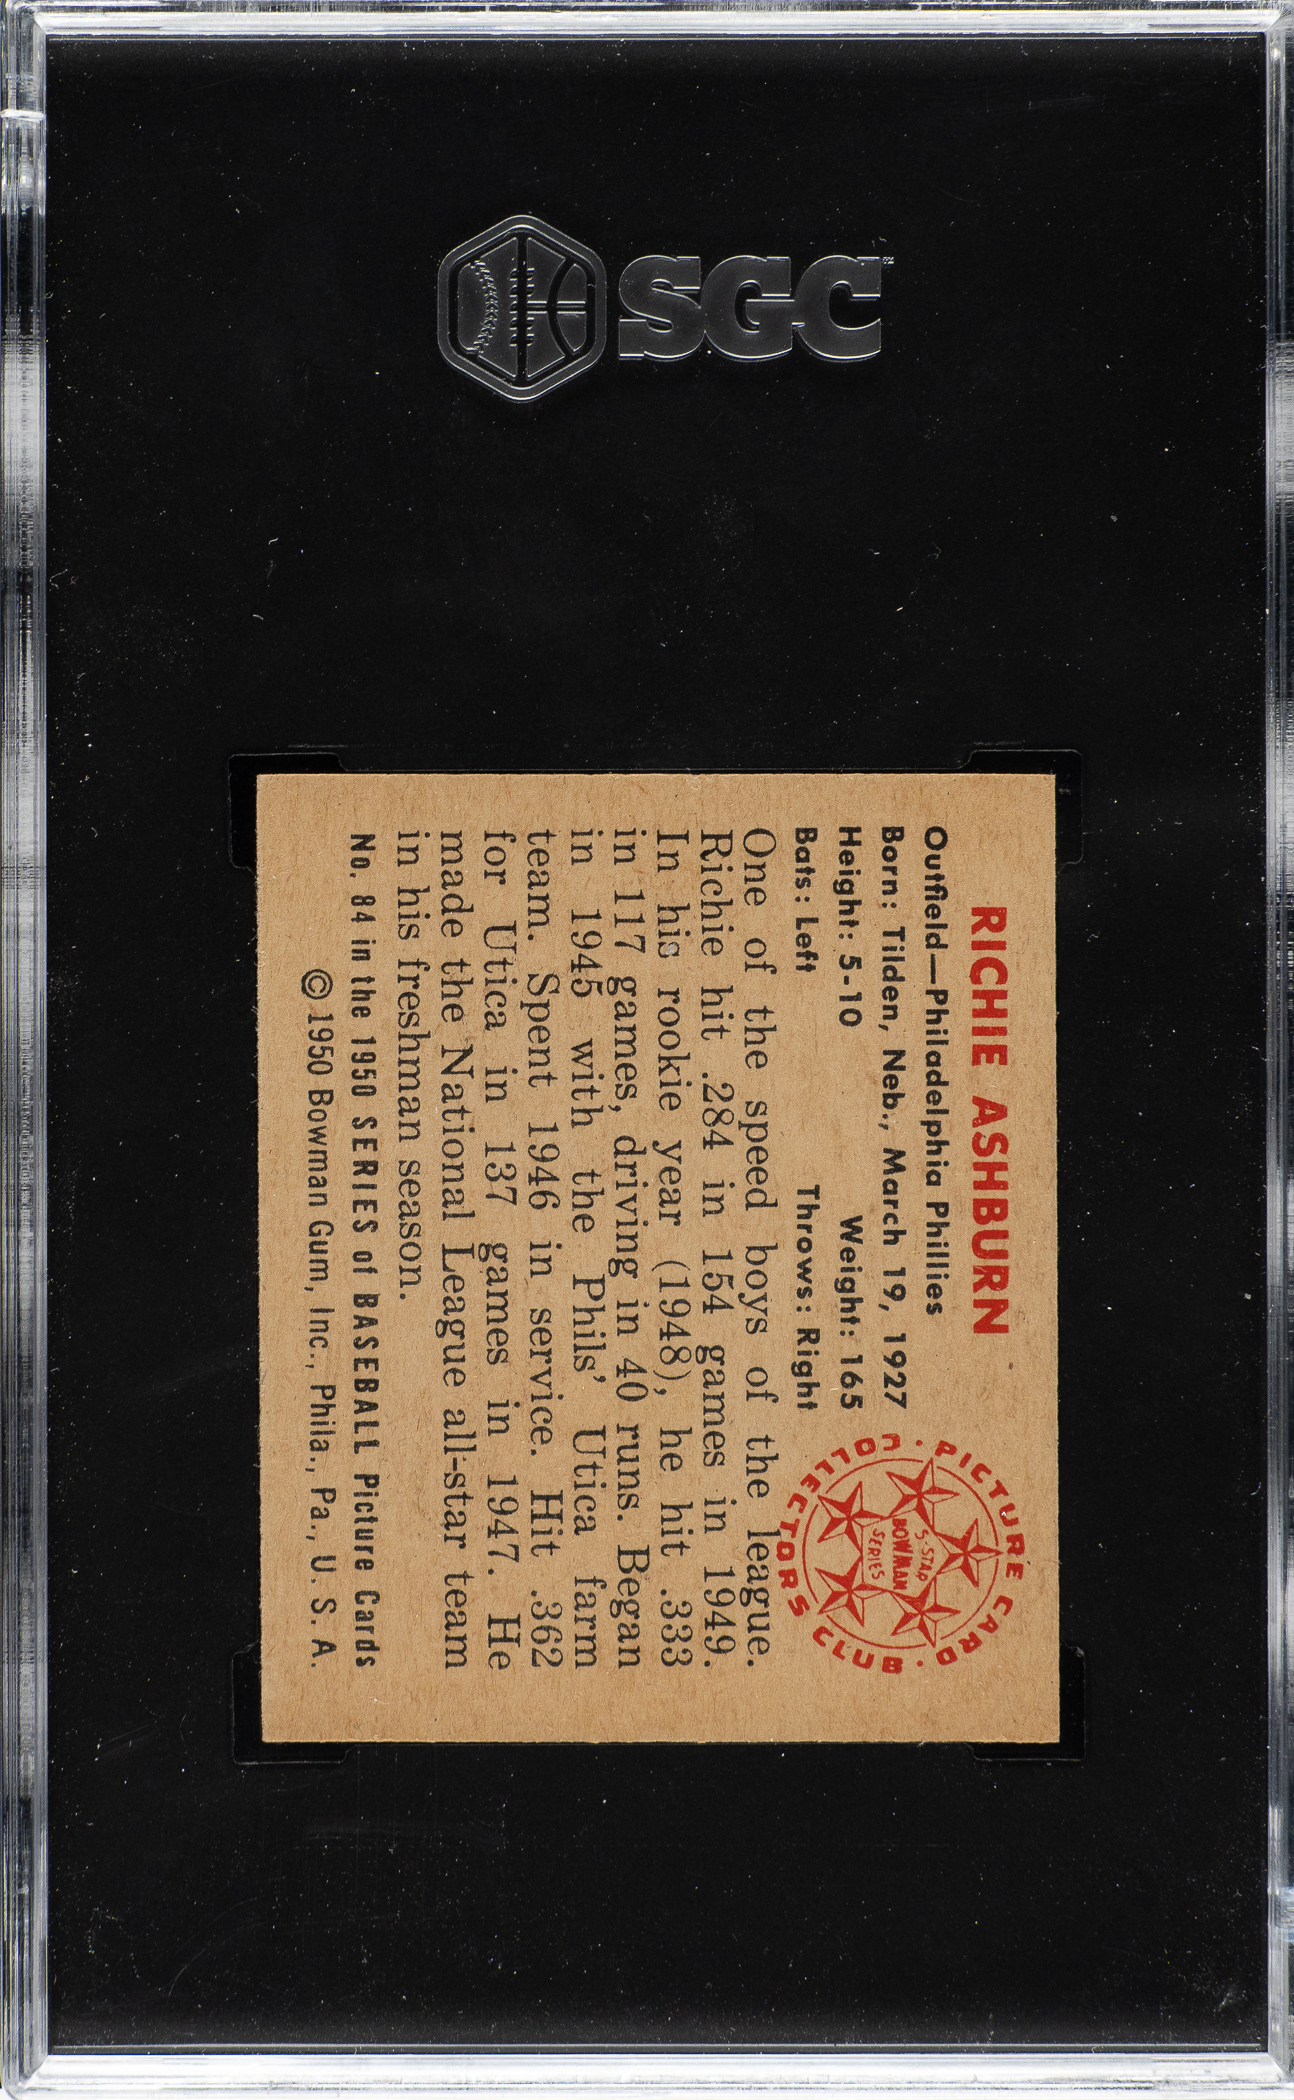 SGC
RICHIE ASHBURN
Outfield—Philadelphia Phillies
Born: Tilden, Neb., March 19, 1927
Height: 5-10 Weight: 165
Bats: Left Throws: Right
PICTURE CARD · COLLECTORS CLUB ·
5-STAR
BOWMAN
SERIES
One of the speed boys of the league.
Richie hit .284 in 154 games in 1949.
In his rookie year (1948), he hit .333
in 117 games, driving in 40 runs. Began
in 1945 with the Phils' Utica farm
team. Spent 1946 in service. Hit .362
for Utica in 137 games in 1947. He
made the National League all-star team
in his freshman season.
No. 84 in the 1950 SERIES of BASEBALL Picture Cards
©1950 Bowman Gum, Inc., Phila., Pa., U. S. A.